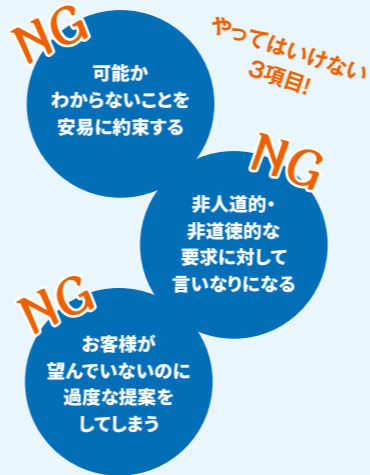 やってはいけない
3項目!
NG
可能か
わからないことを
安易に約束する
NG
非人道的・
非道徳的な
要求に対して
言いなりになる
NG
お客様が
望んでいないのに
過度な提案を
してしまう